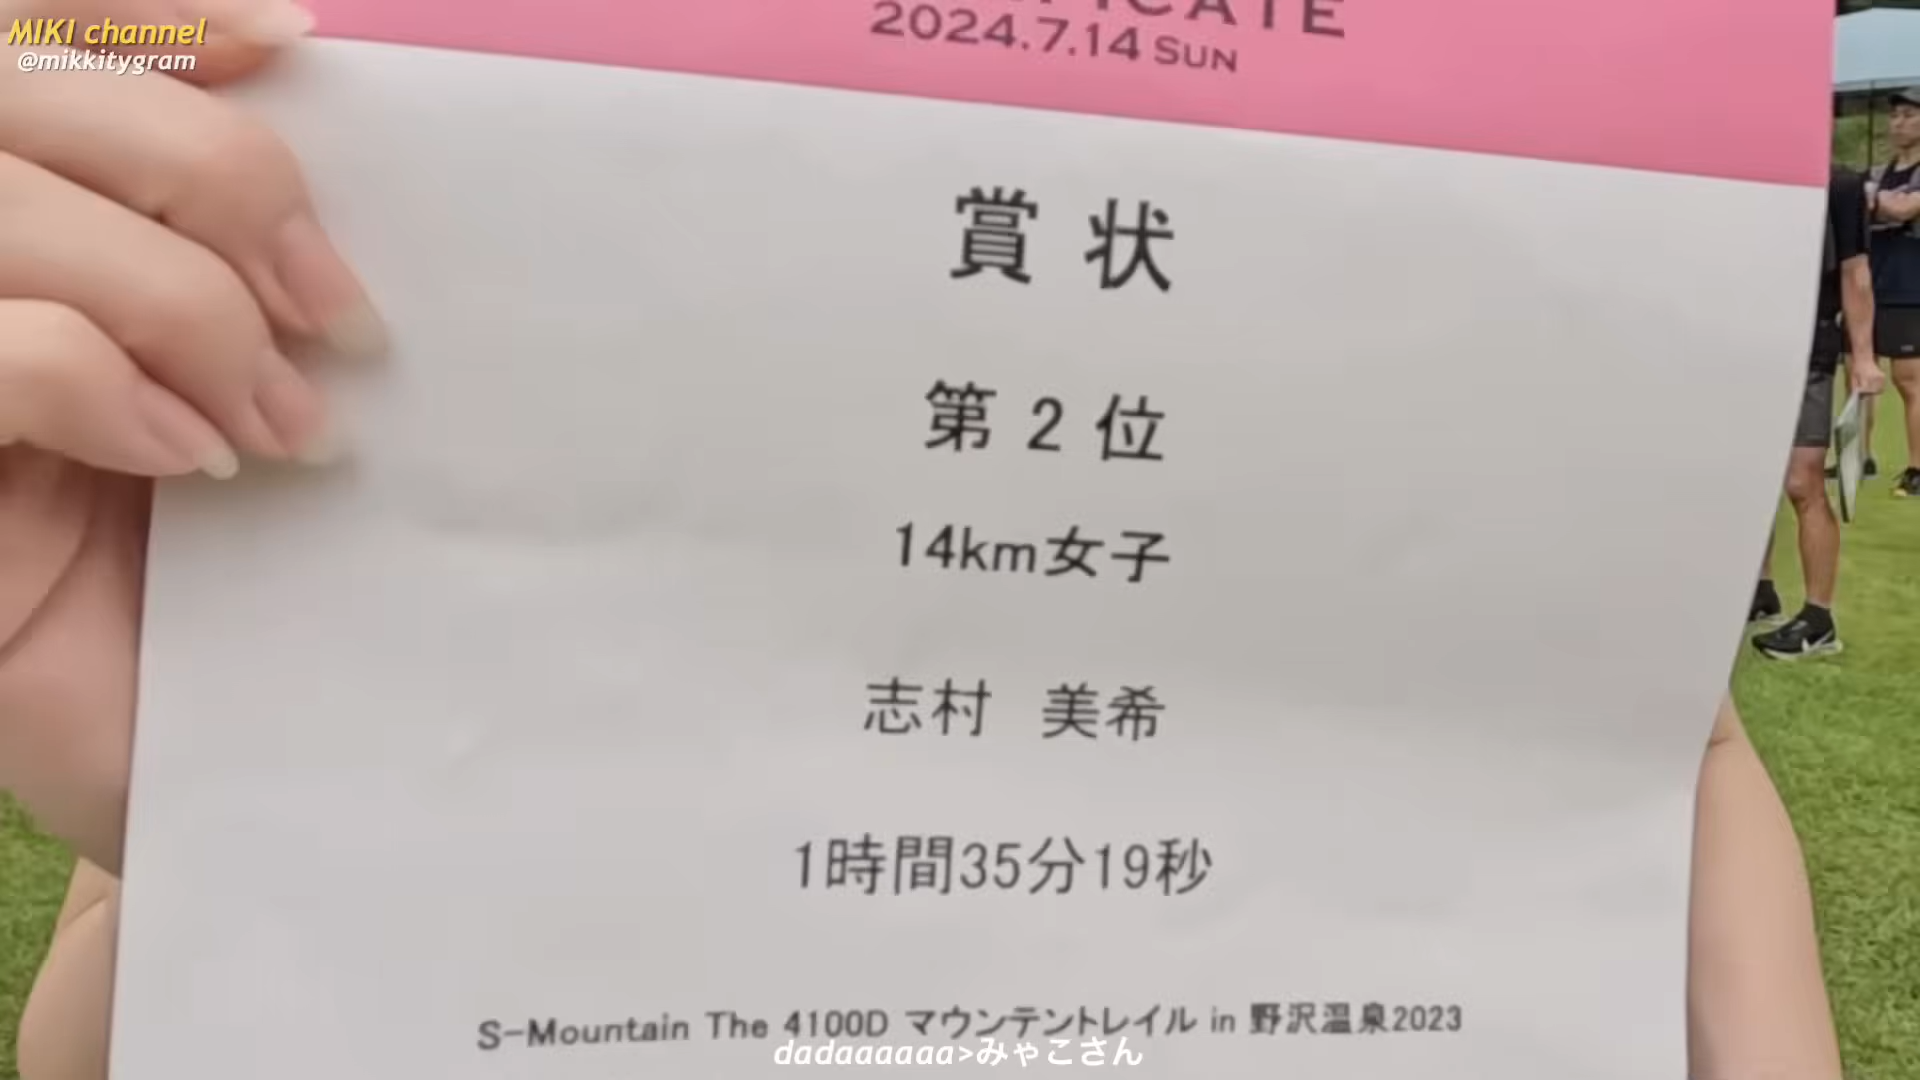 MIKI channel
@mikkitygram
2024.7.14 SUN
賞状
第2位
14km女子
志村 美希
1時間35分19秒
S-Mountain The 4100D マウンテントレイル in 野沢温泉2023
dadaaaaaa>みゃこさん